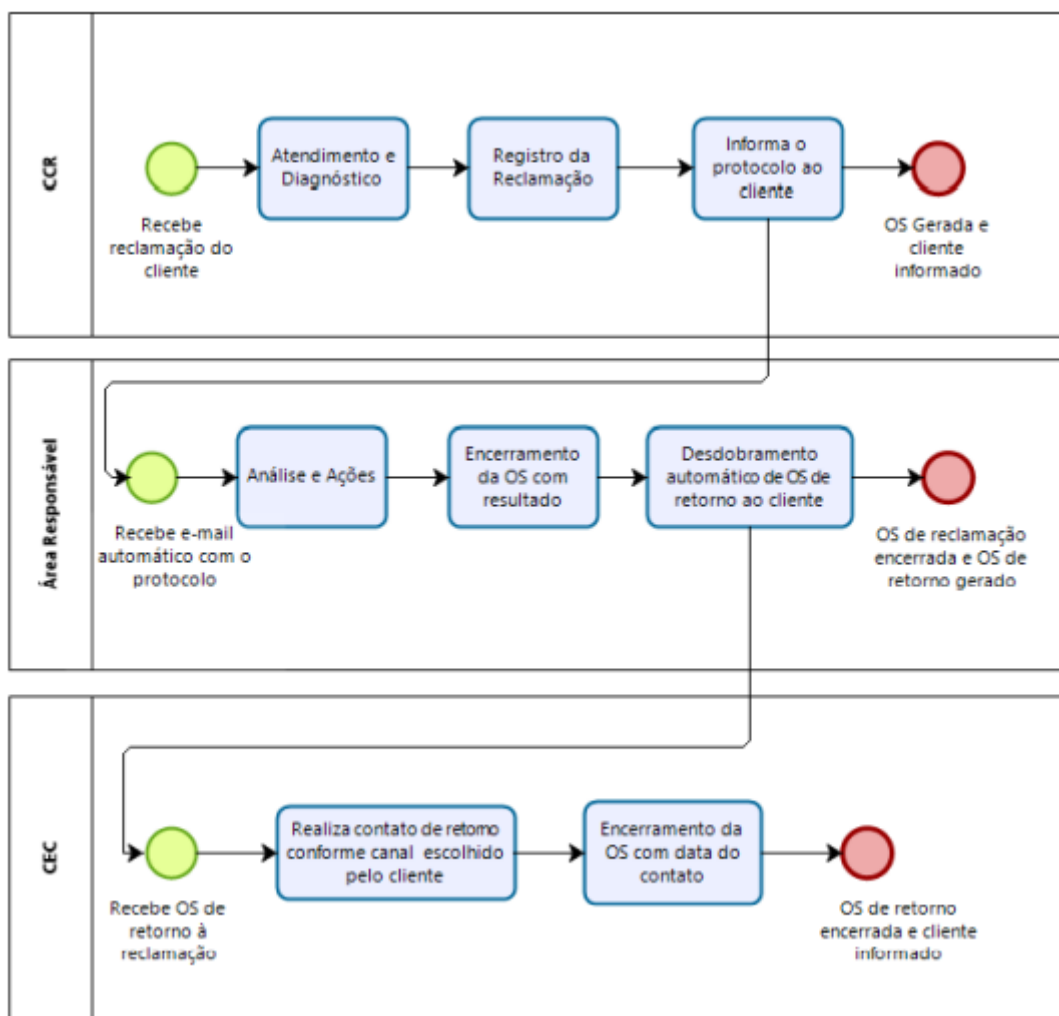 CCR
Recebe
reclamação do
cliente
Atendimento e
Diagnóstico
Registro da
Reclamação
Informa o
protocolo ao
cliente
OS Gerada e
cliente
informado
Área Responsável
Recebe e-mail
automático com o
protocolo
Análise e Ações
Encerramento
da OS com
resultado
Desdobramento
automático de OS de
retorno ao cliente
OS de reclamação
encerrada e OS de
retorno gerado
CEC
Recebe OS de
retorno à
reclamação
Realiza contato de retorno
conforme canal escolhido
pelo cliente
Encerramento da
OS com data do
contato
OS de retorno
encerrada e cliente
informado